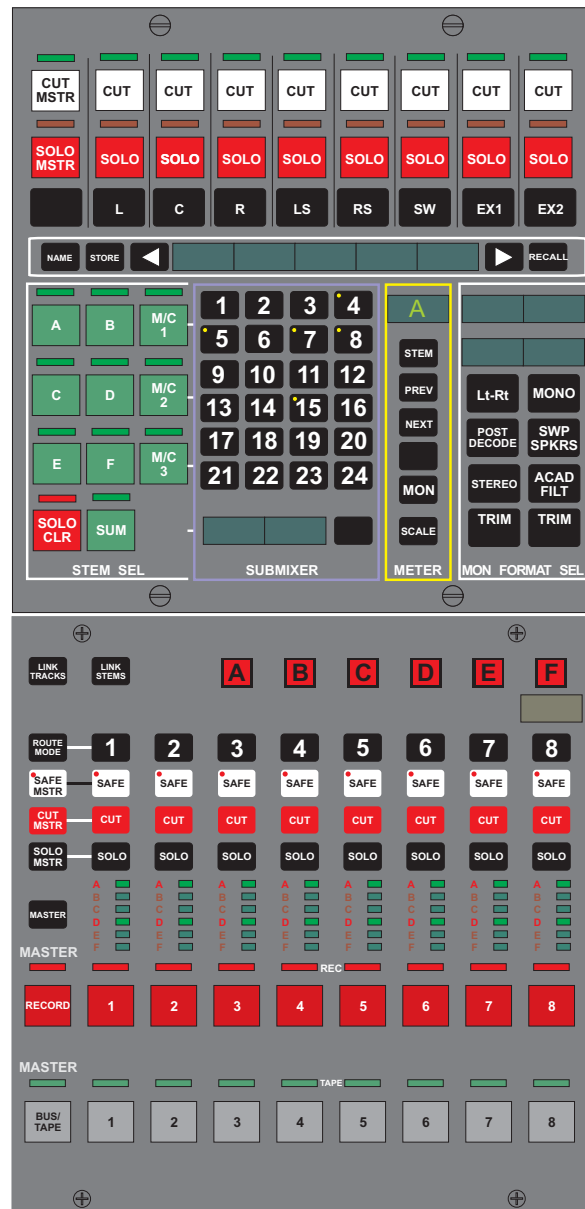 CUT MSTR CUT CUT CUT CUT CUT CUT CUT CUT
SOLO MSTR SOLO SOLO SOLO SOLO SOLO SOLO SOLO SOLO
L C R LS RS SW EX1 EX2
NAME STORE RECALL
A B M/C 1
C D M/C 2
E F M/C 3
SOLO CLR SUM
STEM SEL
1 2 3 4
5 6 7 8
9 10 11 12
13 14 15 16
17 18 19 20
21 22 23 24
SUBMIXER
A
STEM
PREV
NEXT
MON
SCALE
METER
Lt-Rt MONO
POST DECODE SWP SPKRS
STEREO ACAD FILT
TRIM TRIM
MON FORMAT SEL
LINK TRACKS LINK STEMS A B C D E F
ROUTE MODE 1 2 3 4 5 6 7 8
SAFE MSTR SAFE SAFE SAFE SAFE SAFE SAFE SAFE SAFE
CUT MSTR CUT CUT CUT CUT CUT CUT CUT CUT
SOLO MSTR SOLO SOLO SOLO SOLO SOLO SOLO SOLO SOLO
A A A A A A A A
MASTER B B B B B B B B
C C C C C C C C
D D D D D D D D
E E E E E E E E
F F F F F F F F
MASTER
REC
RECORD 1 2 3 4 5 6 7 8
MASTER
TAPE
BUS/ TAPE 1 2 3 4 5 6 7 8